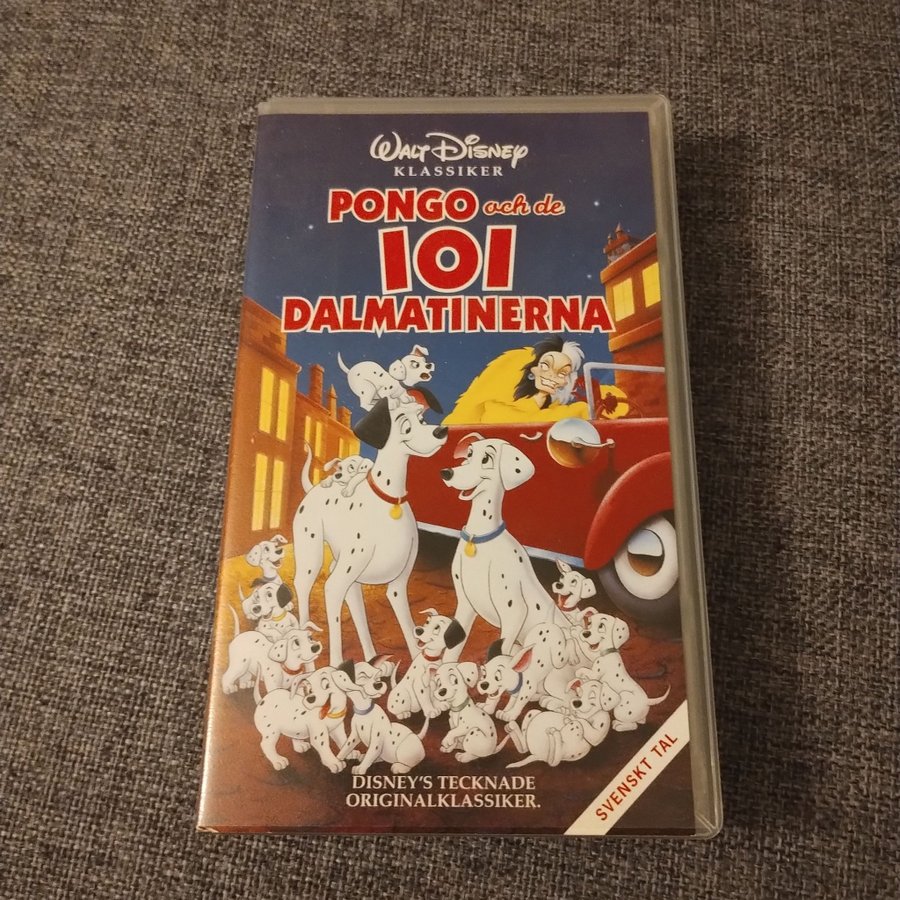 WALT DISNEY
KLASSIKER
PONGO och de
101
DALMATINERNA
DISNEY'S TECKNADE
ORIGINALKLASSIKER.
SVENSKT TAL